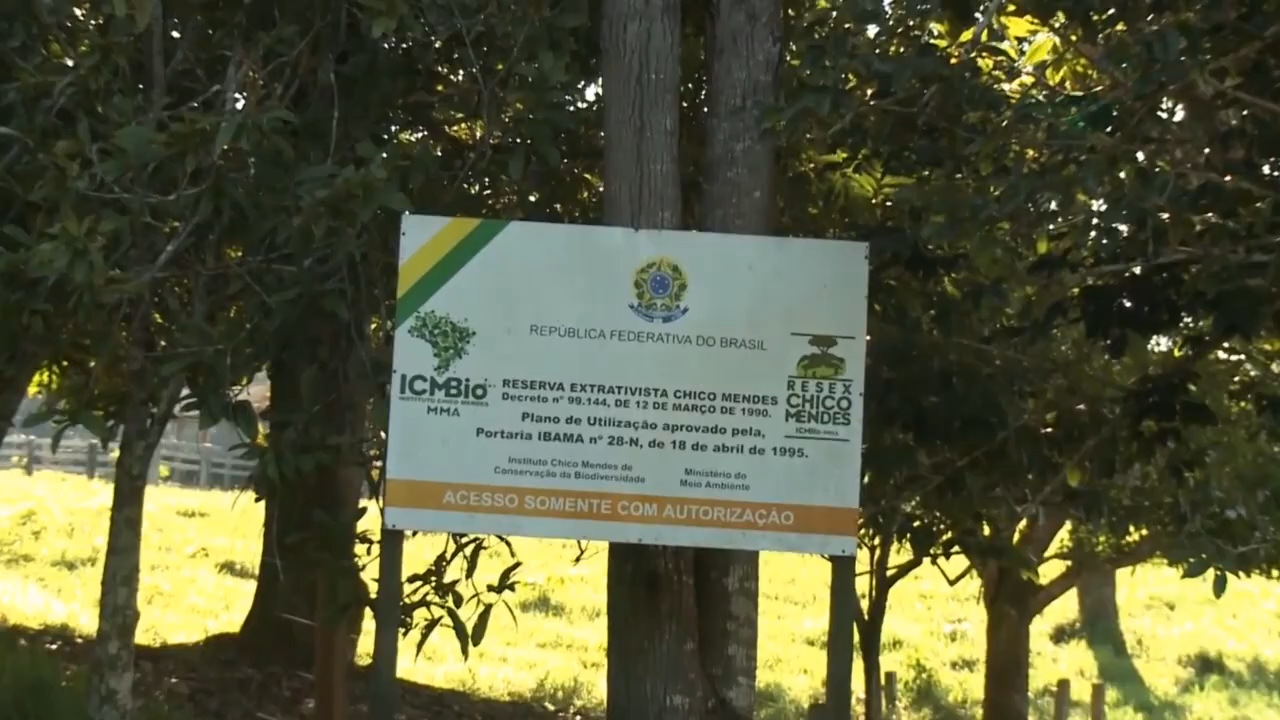 REPÚBLICA FEDERATIVA DO BRASIL
ICMBio
INSTITUTO CHICO MENDES
MMA
RESERVA EXTRATIVISTA CHICO MENDES
Decreto nº 99.144, DE 12 DE MARÇO DE 1990.
Plano de Utilização aprovado pela,
Portaria IBAMA nº 28-N, de 18 de abril de 1995.
RESEX
CHICO
MENDES
ICMBio-MMA
Instituto Chico Mendes de
Conservação da Biodiversidade
Ministério do
Meio Ambiente
ACESSO SOMENTE COM AUTORIZAÇÃO